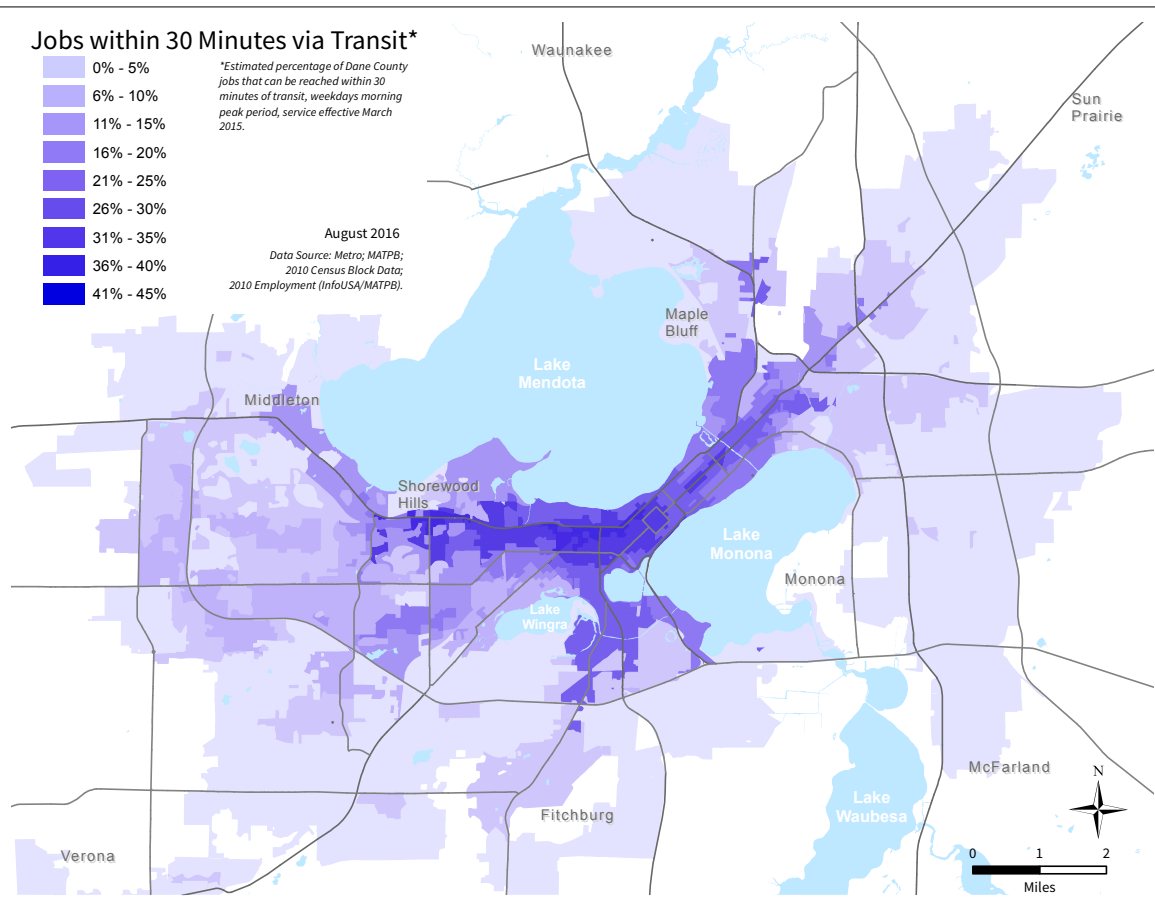 Jobs within 30 Minutes via Transit*
0% - 5%
6% - 10%
11% - 15%
16% - 20%
21% - 25%
26% - 30%
31% - 35%
36% - 40%
41% - 45%
*Estimated percentage of Dane County
jobs that can be reached within 30
minutes of transit, weekdays morning
peak period, service effective March
2015.
August 2016
Data Source: Metro; MATPB;
2010 Census Block Data;
2010 Employment (InfoUSA/MATPB).
Waunakee
Sun
Prairie
Maple
Bluff
Lake
Mendota
Middleton
Shorewood
Hills
Lake
Monona
Monona
Lake
Wingra
McFarland
Lake
Waubesa
Fitchburg
Verona
N
0 1 2
Miles